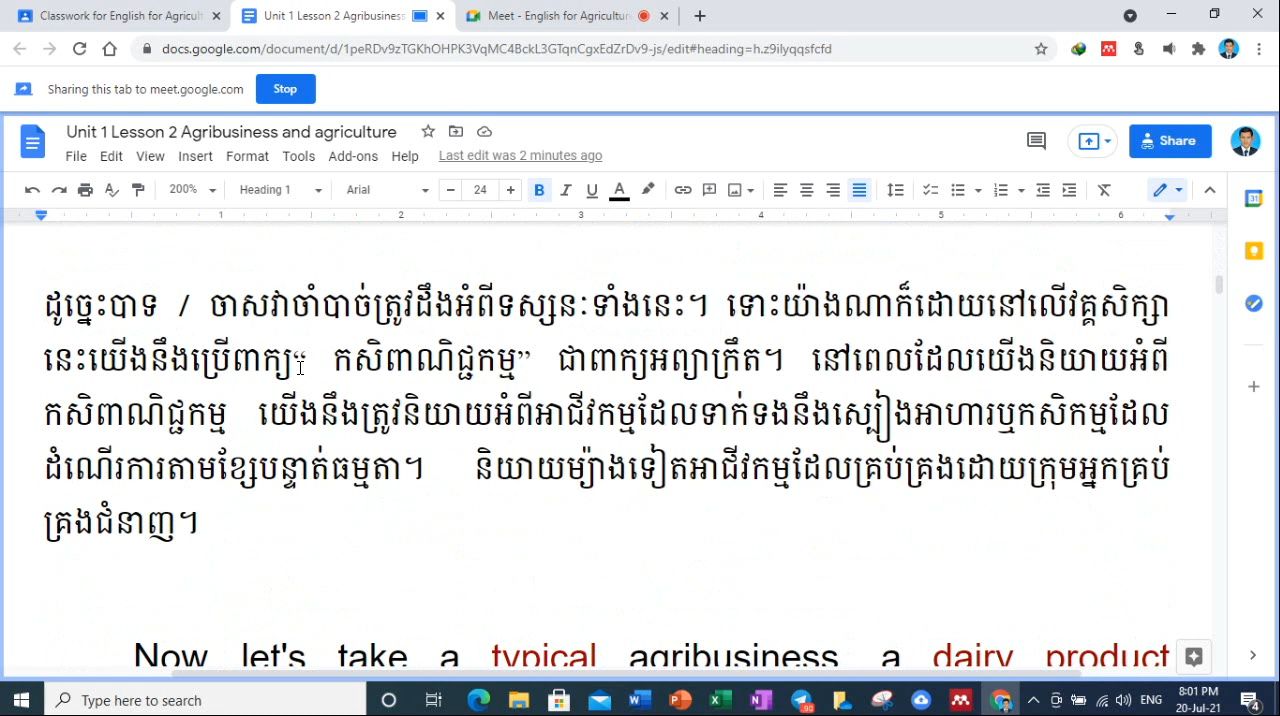 Classwork for English for Agricult
Unit 1 Lesson 2 Agribusiness
Meet - English for Agriculture
docs.google.com/document/d/1peRDv9zTGKhOHPK3VqMC4BBkL3GTqnCgxEdZrDv9-js/edit#heading=h.z9ilyqqsfcfd
Sharing this tab to meet.google.com Stop
Unit 1 Lesson 2 Agribusiness and agriculture
Share
File Edit View Insert Format Tools Add-ons Help Last edit was 2 minutes ago
200% Heading 1 Arial 24 B I U A
1 2 3 4 5 6
ដូច្នេះបាទ / ចាសវាចាំបាច់ត្រូវដឹងអំពីទស្សនៈទាំងនេះ។ ទោះយ៉ាងណាក៏ដោយនៅលើវគ្គសិក្សា
នេះយើងនឹងប្រើពាក្យ“ កសិពាណិជ្ជកម្ម” ជាពាក្យអព្យាក្រឹត។ នៅពេលដែលយើងនិយាយអំពី
កសិពាណិជ្ជកម្ម យើងនឹងត្រូវនិយាយអំពីអាជីវកម្មដែលទាក់ទងនឹងស្បៀងអាហារឬកសិកម្មដែល
ដំណើរការតាមខ្សែបន្ទាត់ធម្មតា។ និយាយម្យ៉ាងទៀតអាជីវកម្មដែលគ្រប់គ្រងដោយក្រុមអ្នកគ្រប់
គ្រងជំនាញ។
Now let's take a typical agribusiness a dairy product
Type here to search
ENG
8:01 PM
20-Jul-21
4